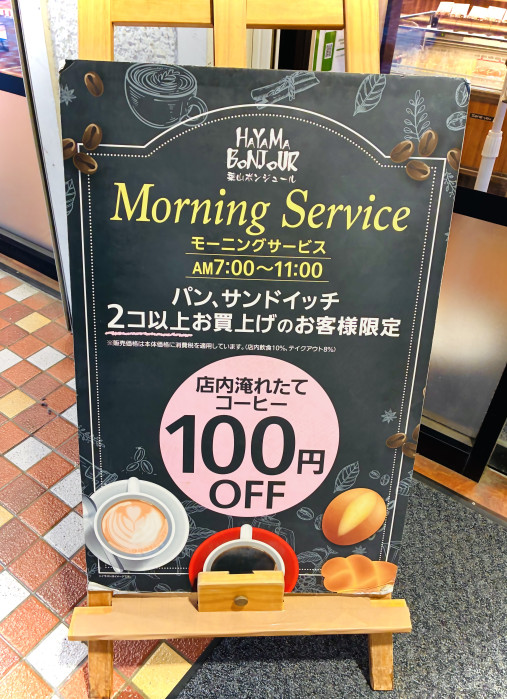 HAYAMA
BONJOUR
葉山ボンジュール
Morning Service
モーニングサービス
AM7:00〜11:00
パン、サンドイッチ
2コ以上お買上げのお客様限定
※販売価格は本体価格に消費税を適用しています。(店内飲食10%、テイクアウト8%)
店内淹れたて
コーヒー
100円
OFF